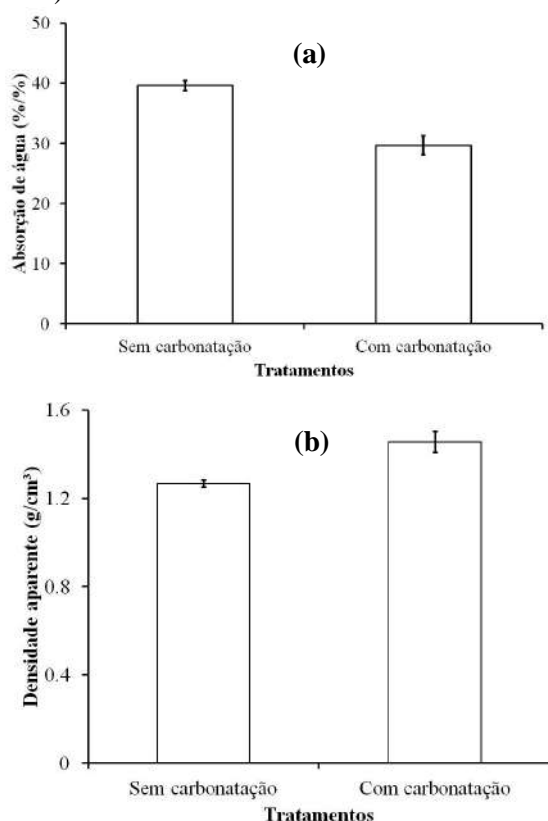 )
(a)
Absorção de água (%/%)
50
40
30
20
10
0
Sem carbonatação Com carbonatação
Tratamentos
(b)
Densidade aparente (g/cm³)
1.6
1.2
0.8
0.4
0
Sem carbonatação Com carbonatação
Tratamentos